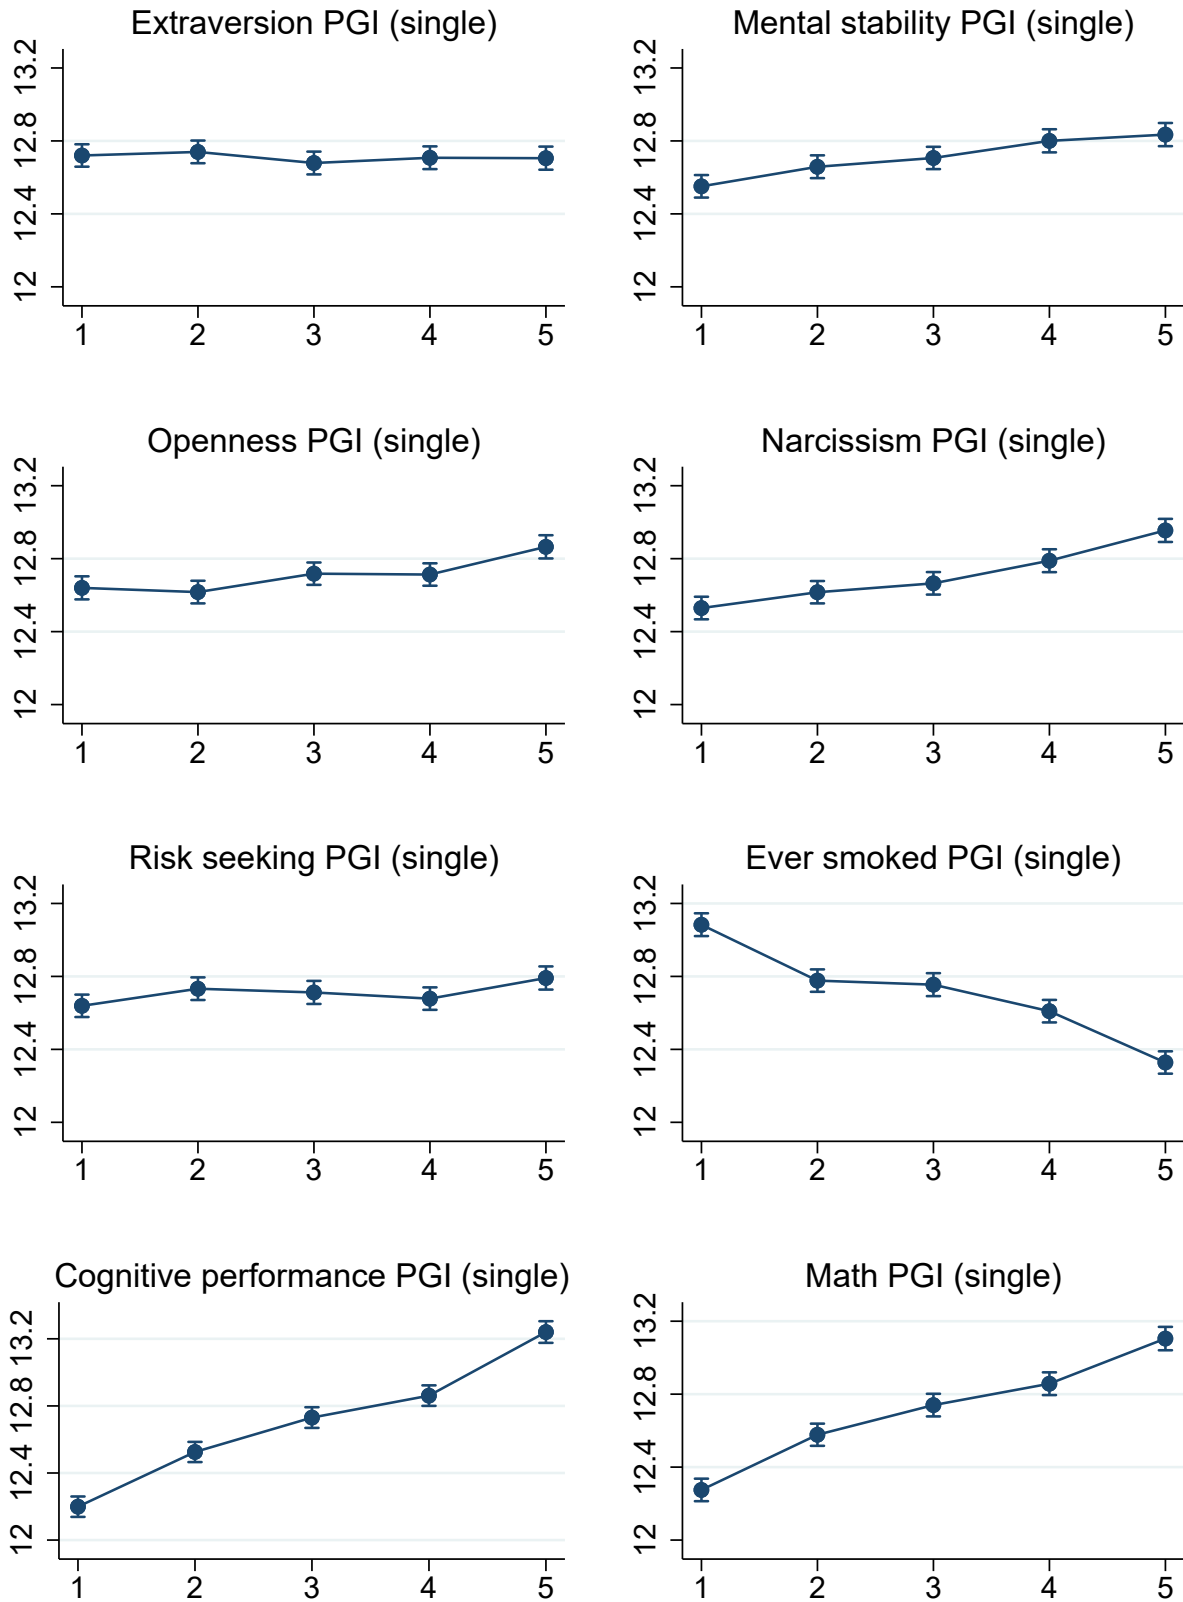 Extraversion PGI (single)
13.2
12.8
12.4
12
1 2 3 4 5
Mental stability PGI (single)
13.2
12.8
12.4
12
1 2 3 4 5
Openness PGI (single)
13.2
12.8
12.4
12
1 2 3 4 5
Narcissism PGI (single)
13.2
12.8
12.4
12
1 2 3 4 5
Risk seeking PGI (single)
13.2
12.8
12.4
12
1 2 3 4 5
Ever smoked PGI (single)
13.2
12.8
12.4
12
1 2 3 4 5
Cognitive performance PGI (single)
13.2
12.8
12.4
12
1 2 3 4 5
Math PGI (single)
13.2
12.8
12.4
12
1 2 3 4 5